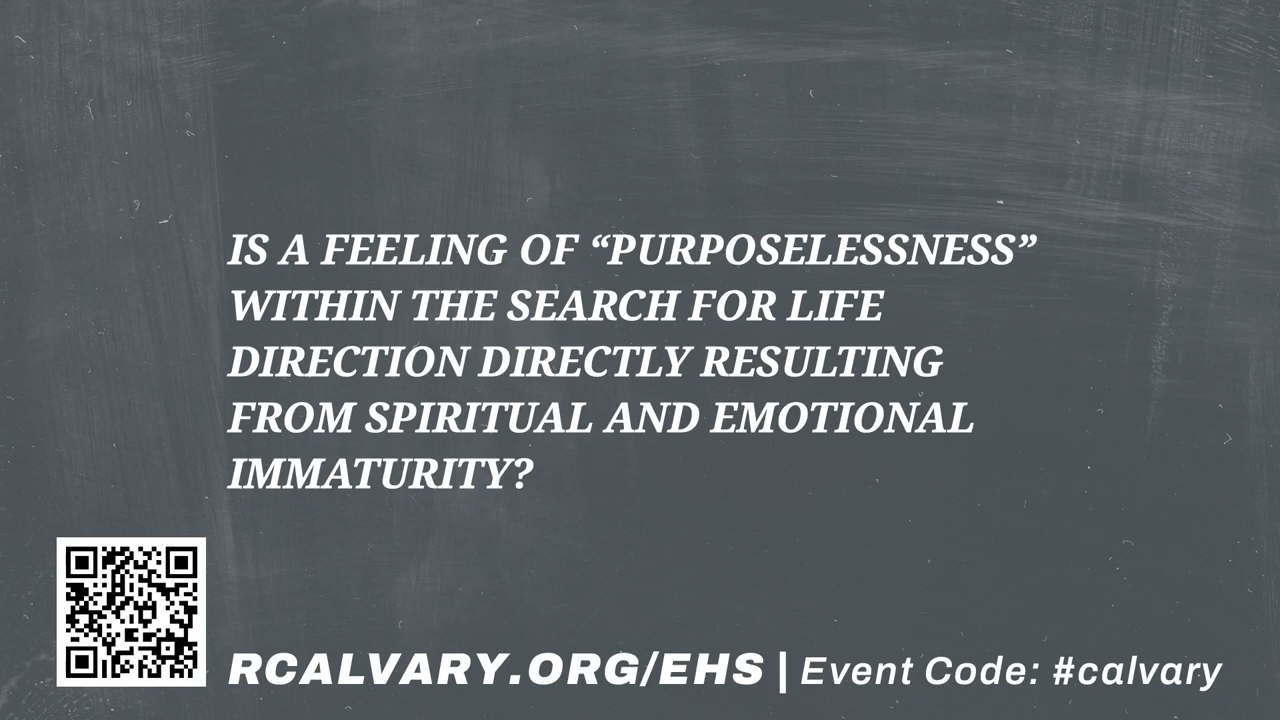 IS A FEELING OF “PURPOSELESSNESS”
WITHIN THE SEARCH FOR LIFE
DIRECTION DIRECTLY RESULTING
FROM SPIRITUAL AND EMOTIONAL
IMMATURITY?
RCALVARY.ORG/EHS | Event Code: #calvary